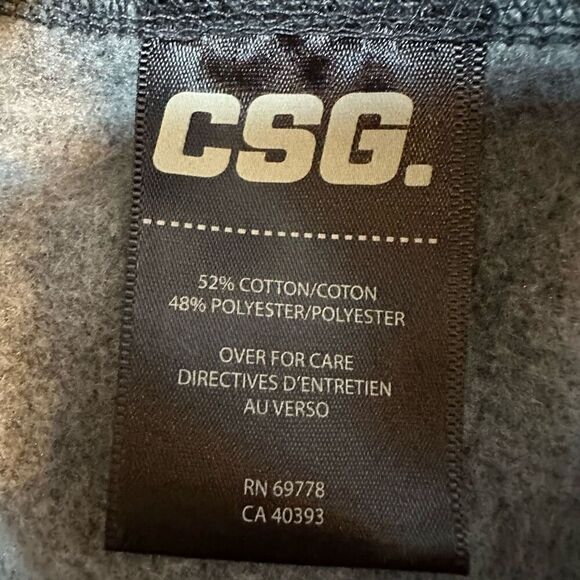 CSG.
52% COTTON/COTON
48% POLYESTER/POLYESTER
OVER FOR CARE
DIRECTIVES D'ENTRETIEN
AU VERSO
RN 69778
CA 40393